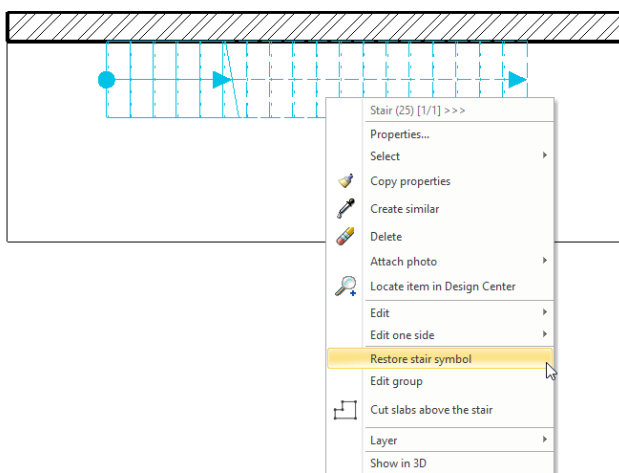 Stair (25) [1/1] >>>
Properties...
Select
Copy properties
Create similar
Delete
Attach photo
Locate item in Design Center
Edit
Edit one side
Restore stair symbol
Edit group
Cut slabs above the stair
Layer
Show in 3D